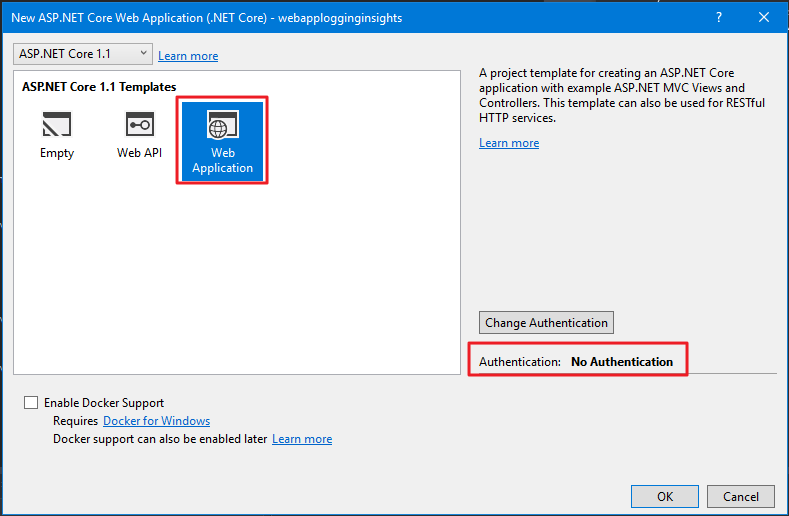 New ASP.NET Core Web Application (.NET Core) - webapplogginginsights
?
ASP.NET Core 1.1
Learn more
ASP.NET Core 1.1 Templates
Empty
Web API
Web
Application
A project template for creating an ASP.NET Core
application with example ASP.NET MVC Views and
Controllers. This template can also be used for RESTful
HTTP services.
Learn more
Change Authentication
Authentication: No Authentication
Enable Docker Support
Requires Docker for Windows
Docker support can also be enabled later Learn more
OK
Cancel